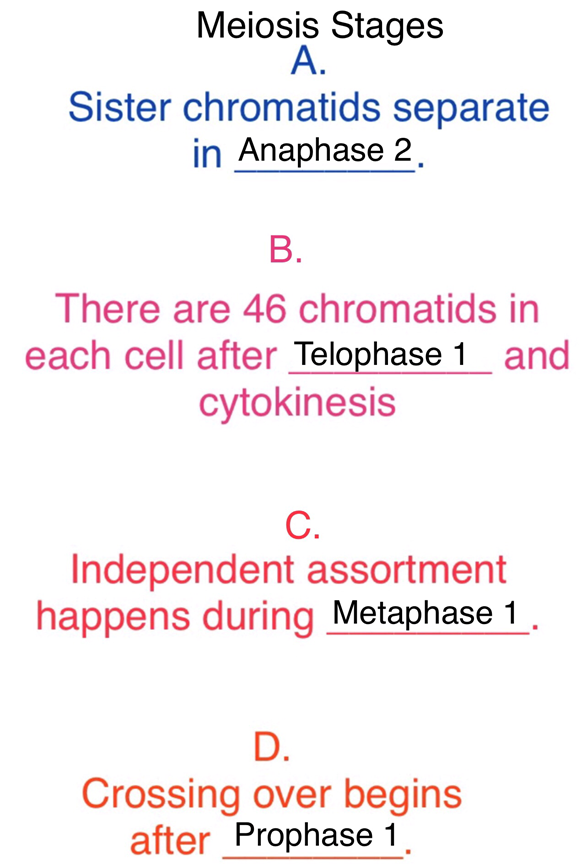 Meiosis Stages
A.
Sister chromatids separate
in Anaphase 2.
B.
There are 46 chromatids in
each cell after Telophase 1 and
cytokinesis
C.
Independent assortment
happens during Metaphase 1.
D.
Crossing over begins
after Prophase 1.